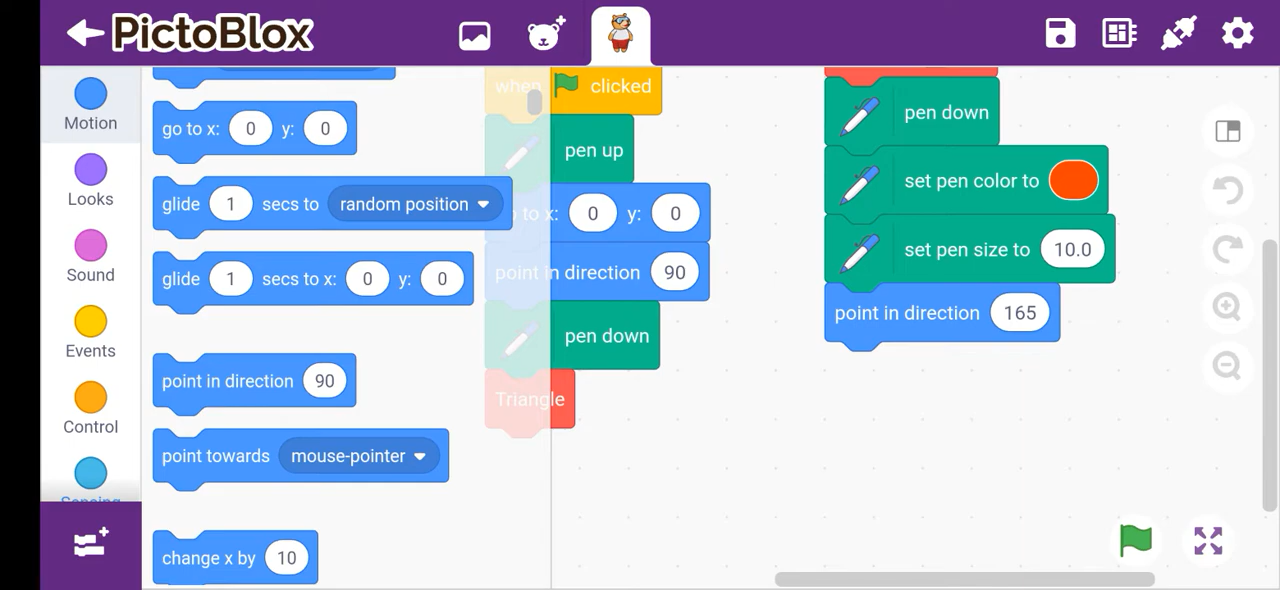 PictoBlox
Motion
Looks
Sound
Events
Control
Sensing
go to x: 0 y: 0
glide 1 secs to random position
glide 1 secs to x: 0 y: 0
point in direction 90
point towards mouse-pointer
change x by 10
when clicked
pen up
to x: 0 y: 0
point in direction 90
pen down
Triangle
pen down
set pen color to
set pen size to 10.0
point in direction 165